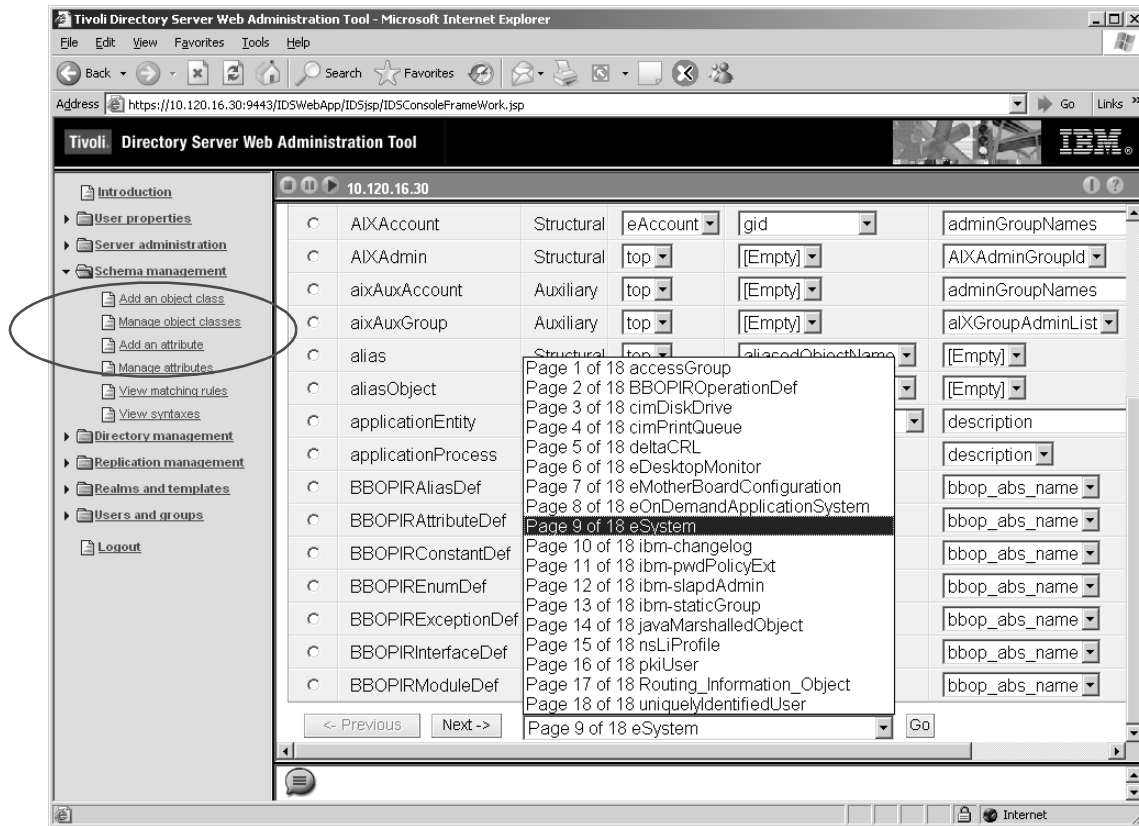 Tivoli Directory Server Web Administration Tool - Microsoft Internet Explorer
File Edit View Favorites Tools Help
Back Search Favorites
Address https://10.120.16.30:9443/IDSWebApp/IDSjsp/IDSConsoleFrameWork.jsp Go Links »
Tivoli. Directory Server Web Administration Tool IBM®
10.120.16.30
Introduction
User properties
Server administration
Schema management
Add an object class
Manage object classes
Add an attribute
Manage attributes
View matching rules
View syntaxes
Directory management
Replication management
Realms and templates
Users and groups
Logout
AIXAccount Structural eAccount gid adminGroupNames
AIXAdmin Structural top [Empty] AIXAdminGroupId
aixAuxAccount Auxiliary top [Empty] adminGroupNames
aixAuxGroup Auxiliary top [Empty] aIXGroupAdminList
alias Structural top aliasedObjectName [Empty]
aliasObject [Empty]
applicationEntity description
applicationProcess description
BBOPIRAliasDef bbop_abs_name
BBOPIRAttributeDef bbop_abs_name
BBOPIRConstantDef bbop_abs_name
BBOPIREnumDef bbop_abs_name
BBOPIRExceptionDef bbop_abs_name
BBOPIRInterfaceDef bbop_abs_name
BBOPIRModuleDef bbop_abs_name
Page 1 of 18 accessGroup
Page 2 of 18 BBOPIROperationDef
Page 3 of 18 cimDiskDrive
Page 4 of 18 cimPrintQueue
Page 5 of 18 deltaCRL
Page 6 of 18 eDesktopMonitor
Page 7 of 18 eMotherBoardConfiguration
Page 8 of 18 eOnDemandApplicationSystem
Page 9 of 18 eSystem
Page 10 of 18 ibm-changelog
Page 11 of 18 ibm-pwdPolicyExt
Page 12 of 18 ibm-slapdAdmin
Page 13 of 18 ibm-staticGroup
Page 14 of 18 javaMarshalledObject
Page 15 of 18 nsLiProfile
Page 16 of 18 pkiUser
Page 17 of 18 Routing_Information_Object
Page 18 of 18 uniquelyIdentifiedUser
<- Previous Next -> Page 9 of 18 eSystem Go
Internet